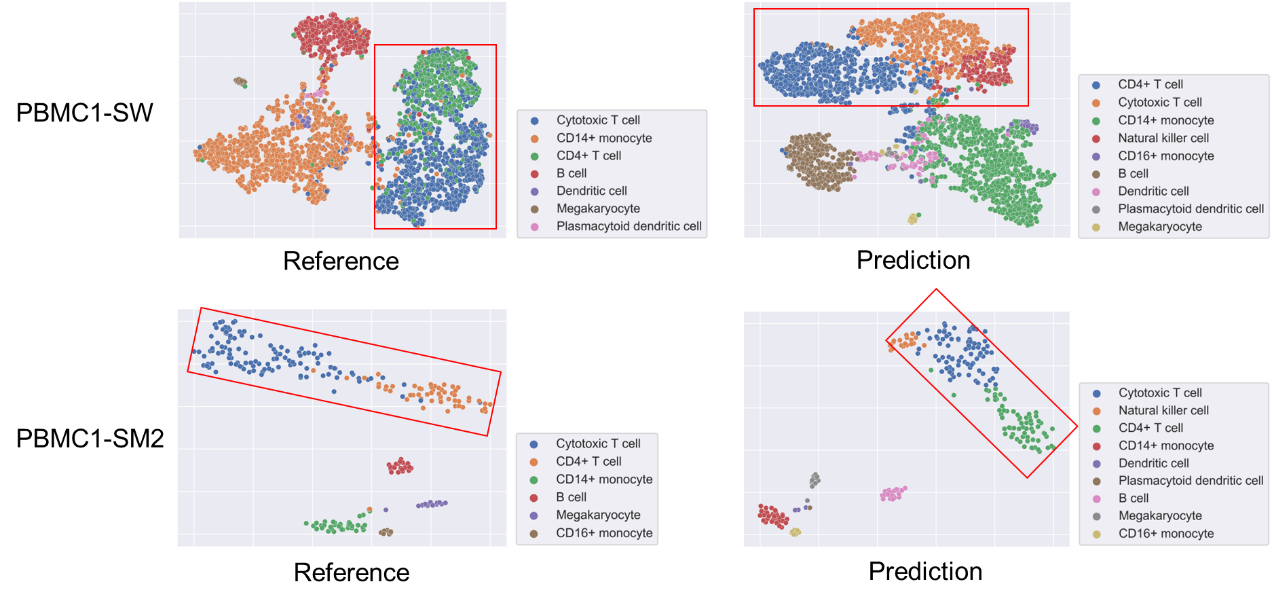 PBMC1-SW
Cytotoxic T cell
CD14+ monocyte
CD4+ T cell
B cell
Dendritic cell
Megakaryocyte
Plasmacytoid dendritic cell
Reference
CD4+ T cell
Cytotoxic T cell
CD14+ monocyte
Natural killer cell
CD16+ monocyte
B cell
Dendritic cell
Plasmacytoid dendritic cell
Megakaryocyte
Prediction
PBMC1-SM2
Cytotoxic T cell
CD4+ T cell
CD14+ monocyte
B cell
Megakaryocyte
CD16+ monocyte
Reference
Cytotoxic T cell
Natural killer cell
CD4+ T cell
CD14+ monocyte
Dendritic cell
Plasmacytoid dendritic cell
B cell
Megakaryocyte
CD16+ monocyte
Prediction